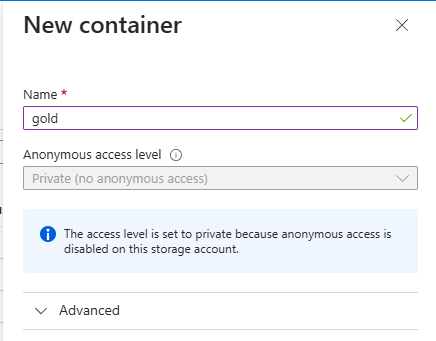 New container
Name *
gold
Anonymous access level
Private (no anonymous access)
The access level is set to private because anonymous access is
disabled on this storage account.
Advanced